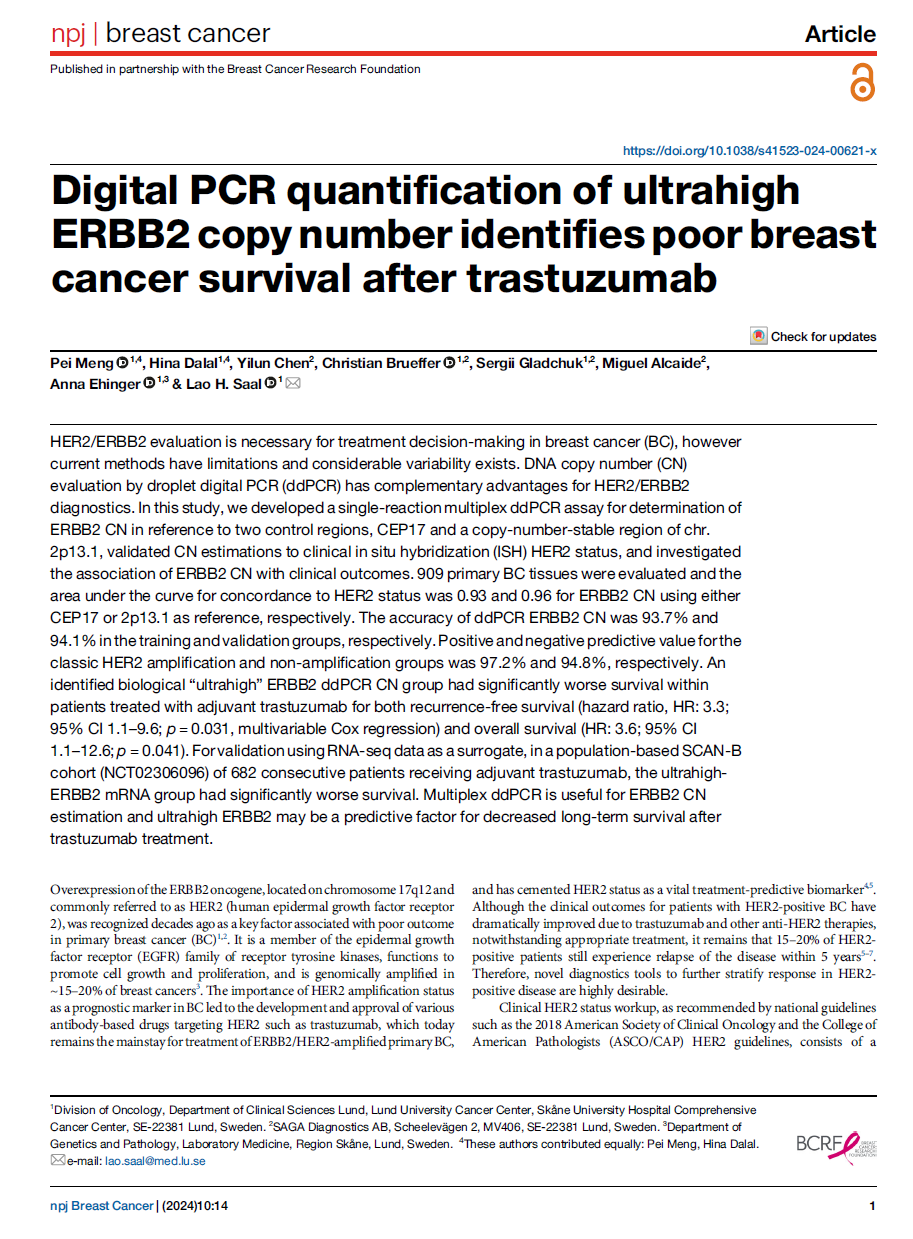 npj | breast cancer
Article
Published in partnership with the Breast Cancer Research Foundation
https://doi.org/10.1038/s41523-024-00621-x
Digital PCR quantification of ultrahigh
ERBB2 copy number identifies poor breast
cancer survival after trastuzumab
Check for updates
Pei Meng 1,4, Hina Dalal1,4, Yilun Chen2, Christian Brueffer 1,2, Sergii Gladchuk1,2, Miguel Alcaide2,
Anna Ehinger 1,3 & Lao H. Saal 1
HER2/ERBB2 evaluation is necessary for treatment decision-making in breast cancer (BC), however
current methods have limitations and considerable variability exists. DNA copy number (CN)
evaluation by droplet digital PCR (ddPCR) has complementary advantages for HER2/ERBB2
diagnostics. In this study, we developed a single-reaction multiplex ddPCR assay for determination of
ERBB2 CN in reference to two control regions, CEP17 and a copy-number-stable region of chr.
2p13.1, validated CN estimations to clinical in situ hybridization (ISH) HER2 status, and investigated
the association of ERBB2 CN with clinical outcomes. 909 primary BC tissues were evaluated and the
area under the curve for concordance to HER2 status was 0.93 and 0.96 for ERBB2 CN using either
CEP17 or 2p13.1 as reference, respectively. The accuracy of ddPCR ERBB2 CN was 93.7% and
94.1% in the training and validation groups, respectively. Positive and negative predictive value for the
classic HER2 amplification and non-amplification groups was 97.2% and 94.8%, respectively. An
identified biological “ultrahigh” ERBB2 ddPCR CN group had significantly worse survival within
patients treated with adjuvant trastuzumab for both recurrence-free survival (hazard ratio, HR: 3.3;
95% CI 1.1–9.6; p = 0.031, multivariable Cox regression) and overall survival (HR: 3.6; 95% CI
1.1–12.6; p = 0.041). For validation using RNA-seq data as a surrogate, in a population-based SCAN-B
cohort (NCT02306096) of 682 consecutive patients receiving adjuvant trastuzumab, the ultrahigh-
ERBB2 mRNA group had significantly worse survival. Multiplex ddPCR is useful for ERBB2 CN
estimation and ultrahigh ERBB2 may be a predictive factor for decreased long-term survival after
trastuzumab treatment.
Overexpression of the ERBB2 oncogene, located on chromosome 17q12 and
commonly referred to as HER2 (human epidermal growth factor receptor
2), was recognized decades ago as a key factor associated with poor outcome
in primary breast cancer (BC)1,2. It is a member of the epidermal growth
factor receptor (EGFR) family of receptor tyrosine kinases, functions to
promote cell growth and proliferation, and is genomically amplified in
~15–20% of breast cancers3. The importance of HER2 amplification status
as a prognostic marker in BC led to the development and approval of various
antibody-based drugs targeting HER2 such as trastuzumab, which today
remains the mainstay for treatment of ERBB2/HER2-amplified primary BC,
and has cemented HER2 status as a vital treatment-predictive biomarker4,5.
Although the clinical outcomes for patients with HER2-positive BC have
dramatically improved due to trastuzumab and other anti-HER2 therapies,
notwithstanding appropriate treatment, it remains that 15–20% of HER2-
positive patients still experience relapse of the disease within 5 years5–7.
Therefore, novel diagnostics tools to further stratify response in HER2-
positive disease are highly desirable.
Clinical HER2 status workup, as recommended by national guidelines
such as the 2018 American Society of Clinical Oncology and the College of
American Pathologists (ASCO/CAP) HER2 guidelines, consists of a
1Division of Oncology, Department of Clinical Sciences Lund, Lund University Cancer Center, Skåne University Hospital Comprehensive
Cancer Center, SE-22381 Lund, Sweden. 2SAGA Diagnostics AB, Scheelevägen 2, MV406, SE-22381 Lund, Sweden. 3Department of
Genetics and Pathology, Laboratory Medicine, Region Skåne, Lund, Sweden. 4These authors contributed equally: Pei Meng, Hina Dalal.
e-mail: lao.saal@med.lu.se
BCRF
BREAST
CANCER
RESEARCH
FOUNDATION
npj Breast Cancer | (2024)10:14
1